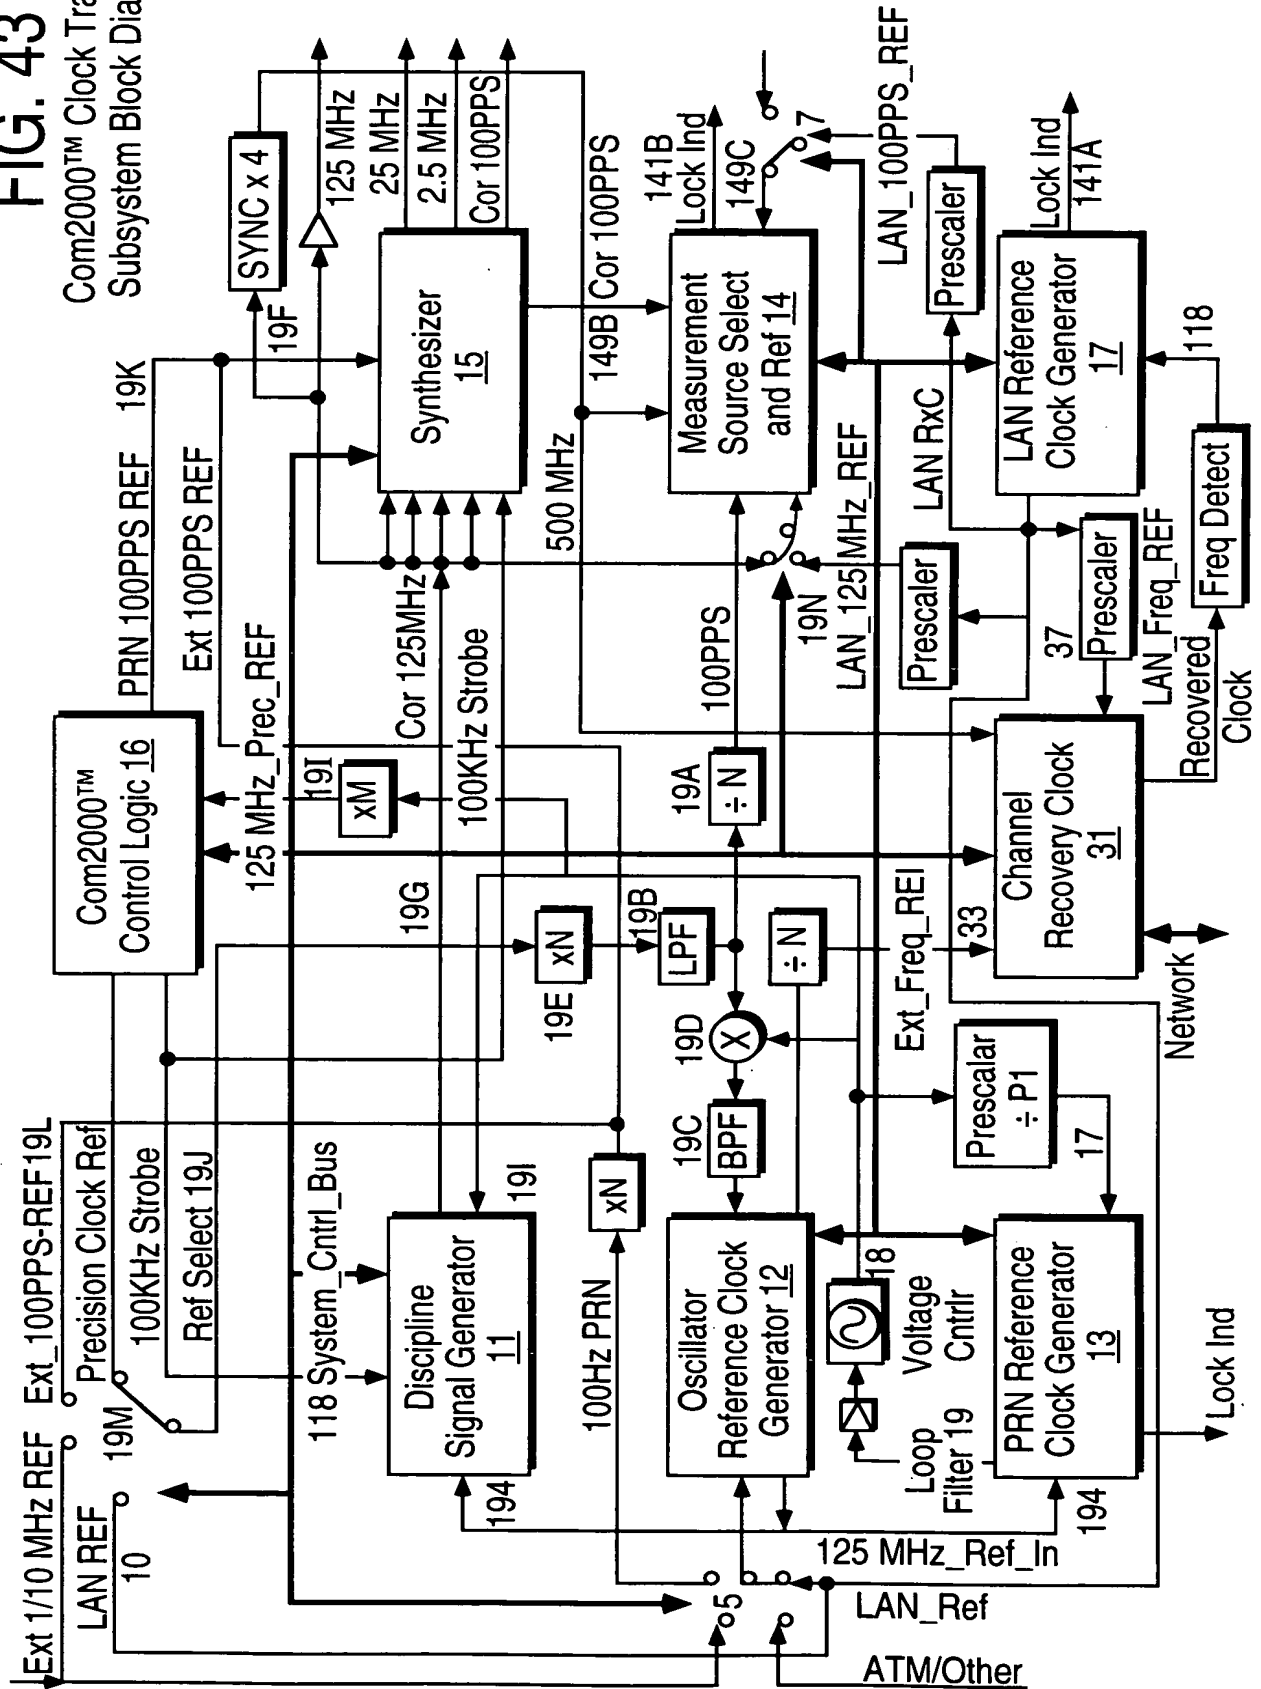 FIG. 43
Com2000™ Clock Tra
Subsystem Block Dia
SYNC x 4
19F
125 MHz
25 MHz
2.5 MHz
Cor 100PPS
PRN 100PPS REF
19K
Ext 100PPS REF
Synthesizer
15
Com2000™
Control Logic 16
125 MHz_Prec_REF
19I
xM
Cor 125MHz
100KHz Strobe
19G
500 MHz
149B
Cor 100PPS
Measurement
Source Select
and Ref 14
141B
Lock Ind
149C
7
LAN_100PPS_REF
100PPS
19A
÷ N
19N
LAN_125 MHz_REF
LAN RxC
Prescaler
LAN Reference
Clock Generator
17
Lock Ind
141A
118
Freq Detect
Prescaler
37
Prescaler
LAN_Freq_REF
Recovered
Clock
Channel
Recovery Clock
31
33
Network
Ext_Freq_REI
÷ N
19B
LPF
xN
19E
19D
X
19C
BPF
Ext 1/10 MHz REF
Ext_100PPS-REF19L
LAN REF
10
19M
Precision Clock Ref
100KHz Strobe
Ref Select 19J
118 System_Cntrl_Bus
Discipline
Signal Generator
11
19I
194
xN
100Hz PRN
Oscillator
Reference Clock
Generator 12
5
125 MHz_Ref_In
LAN_Ref
ATM/Other
18
Voltage
Cntrlr
Loop
Filter 19
Prescalar
÷ P1
17
PRN Reference
Clock Generator
13
194
Lock Ind